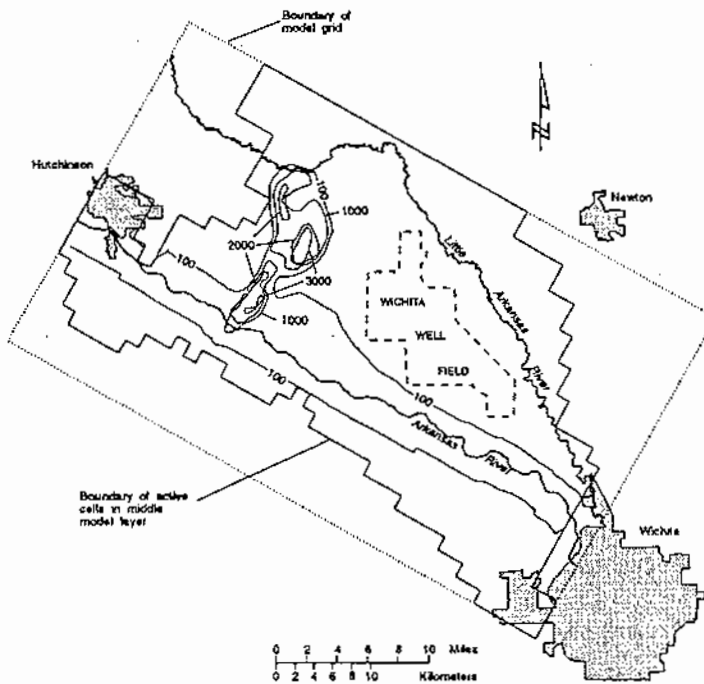 Boundary of
model grid
N
Hutchinson
Newton
100
1000
2000
3000
1000
100
Little
Arkansas
River
WICHITA
WELL
FIELD
100
100
Arkansas
River
Boundary of active
cells in middle
model layer
Wichita
0 2 4 6 8 10 Miles
0 2 4 6 8 10 Kilometers